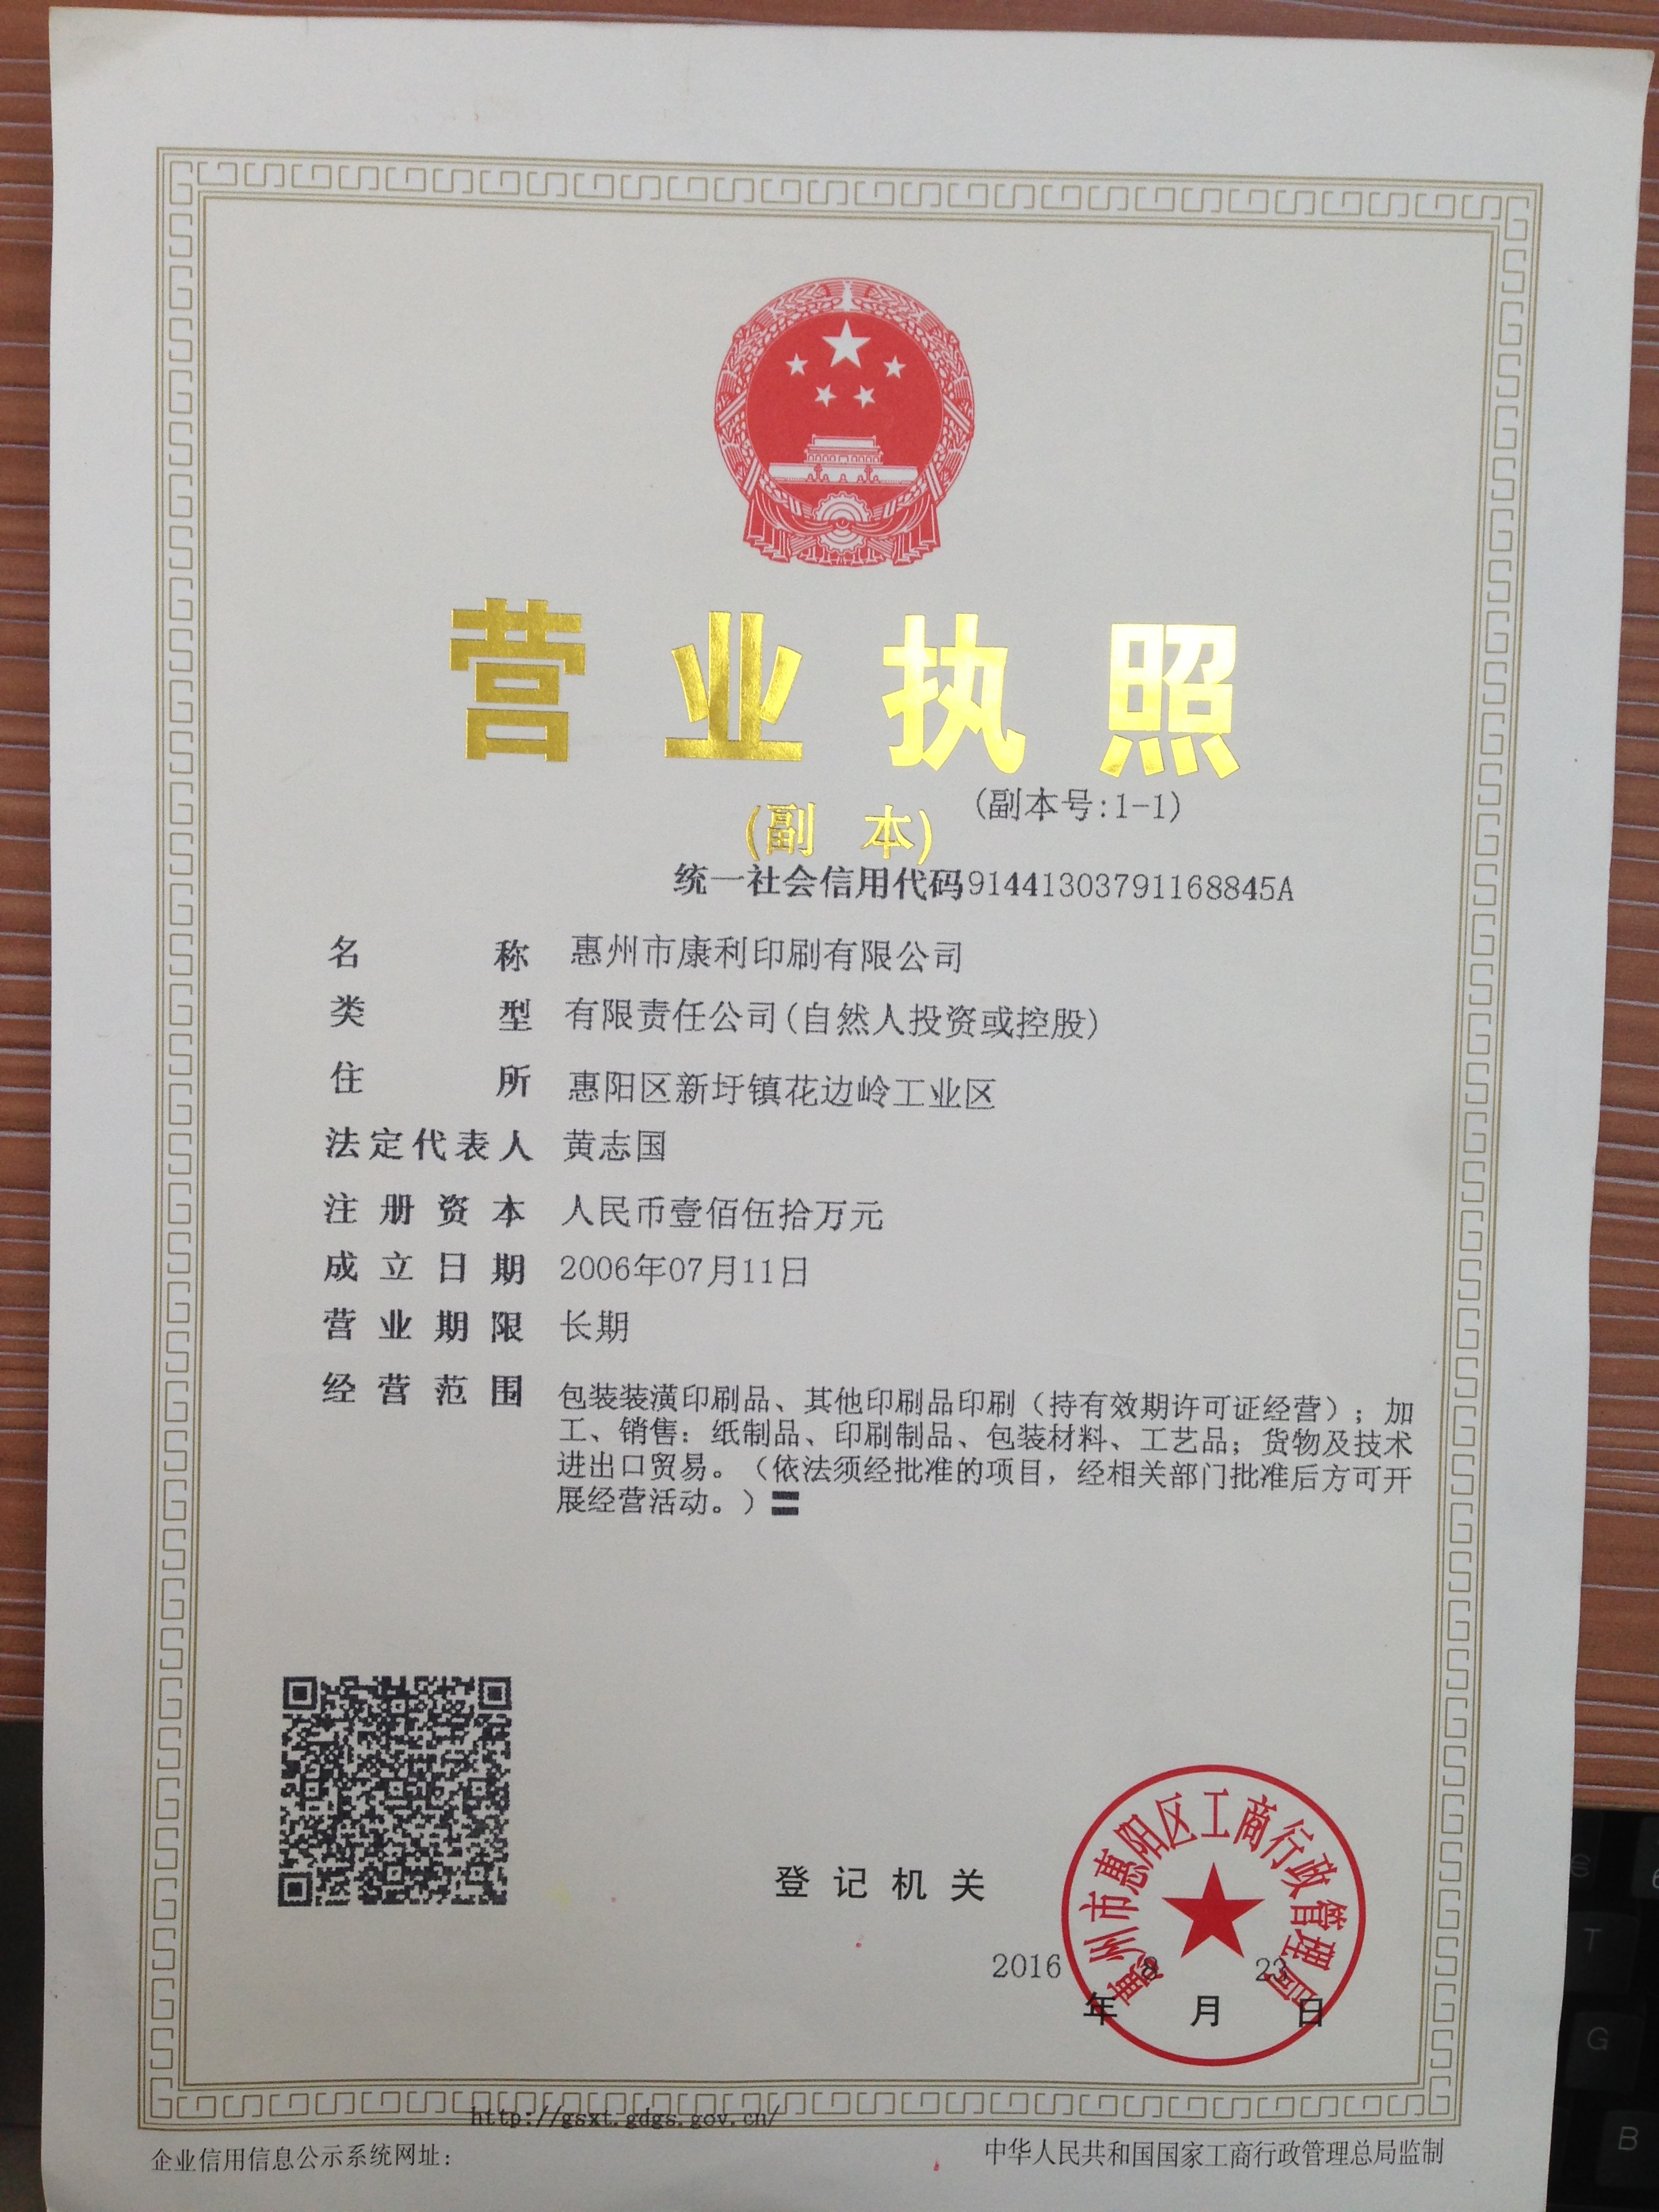 营业执照
(副 本)
(副本号:1-1)
统一社会信用代码91441303791168845A
名 称 惠州市康利印刷有限公司
类 型 有限责任公司(自然人投资或控股)
住 所 惠阳区新圩镇花边岭工业区
法定代表人 黄志国
注册资本 人民币壹佰伍拾万元
成立日期 2006年07月11日
营业期限 长期
经营范围 包装装潢印刷品、其他印刷品印刷（持有效期许可证经营）；加
工、销售：纸制品、印刷制品、包装材料、工艺品；货物及技术
进出口贸易。（依法须经批准的项目，经相关部门批准后方可开
展经营活动。）〓
登记机关
惠州市惠阳区工商行政管理局
2016 8 23
年 月 日
http://gsxt.gdgs.gov.cn/
企业信用信息公示系统网址：
中华人民共和国国家工商行政管理总局监制
T
G
B